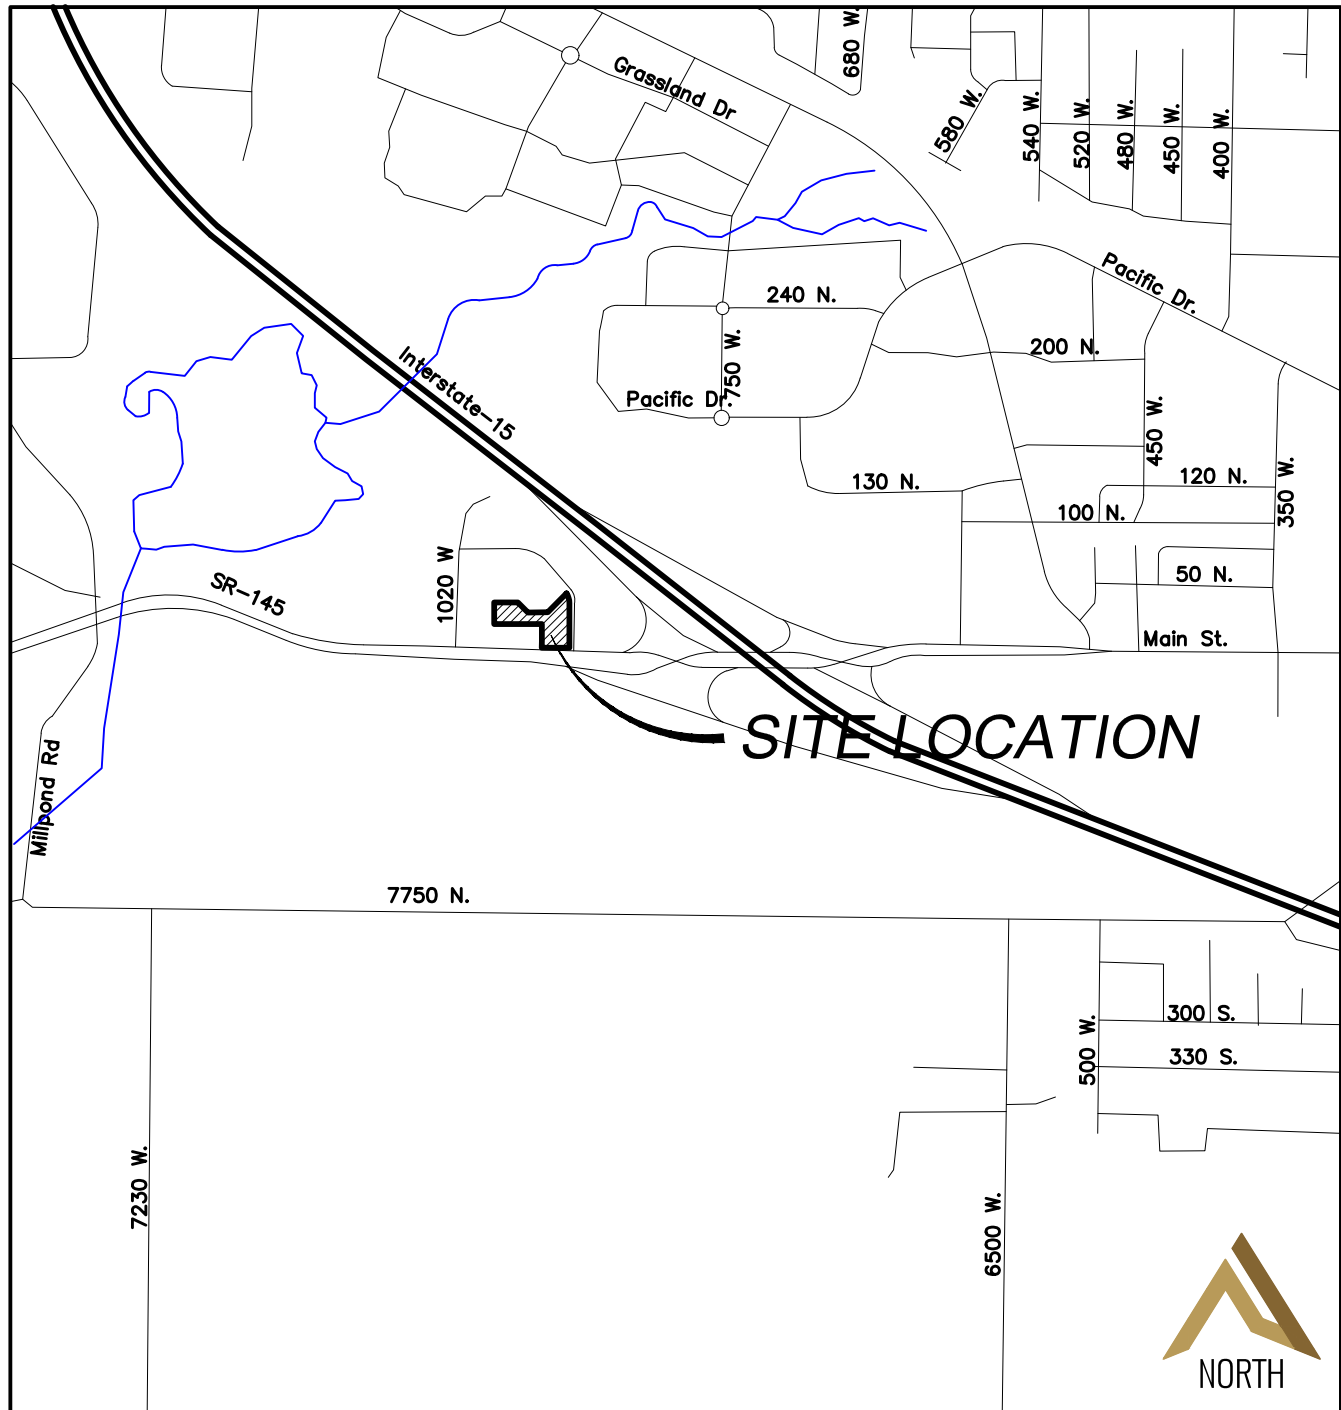 680 W.
Grassland Dr
580 W.
540 W.
520 W.
480 W.
450 W.
400 W.
Pacific Dr.
240 N.
200 N.
750 W.
Interstate-15
Pacific Dr.
450 W.
130 N.
120 N.
350 W.
100 N.
1020 W
SR-145
50 N.
Main St.
SITE LOCATION
Millpond Rd
7750 N.
300 S.
500 W.
330 S.
7230 W.
6500 W.
NORTH